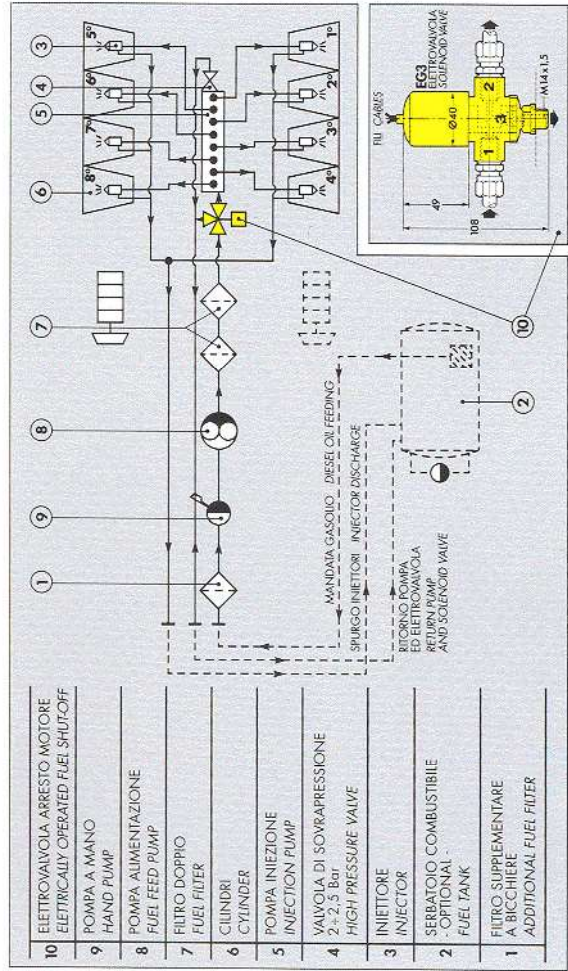 10 ELETTROVALVOLA ARRESTO MOTORE
ELETRICALLY OPERATED FUEL SHUT-OFF
9 POMPA A MANO
HAND PUMP
8 POMPA ALIMENTAZIONE
FUEL FEED PUMP
7 FILTRO DOPPIO
FUEL FILTER
6 CILINDRI
CYLINDER
5 POMPA INIEZIONE
INJECTION PUMP
4 VALVOLA DI SOVRAPRESSIONE
2 ÷ 2,5 Bar
HIGH PRESSURE VALVE
3 INIETTORE
INJECTOR
2 SERBATOIO COMBUSTIBILE
- OPTIONAL -
FUEL TANK
1 FILTRO SUPPLEMENTARE
A BICCHIERE
ADDITIONAL FUEL FILTER
1
9
8
7
6
5
4
3
8°
7°
6°
5°
4°
3°
2°
1°
MANDATA GASOLIO DIESEL OIL FEEDING
SPURGO INIETTORI INJECTOR DISCHARGE
RITORNO POMPA
ED ELETTROVALVOLA
RETURN PUMP
AND SOLENOID VALVE
2
10
FILI CABLES
EG3
ELETTROVALVOLA
SOLENOID VALVE
Ø40
49
108
1
2
3
M14x1,5